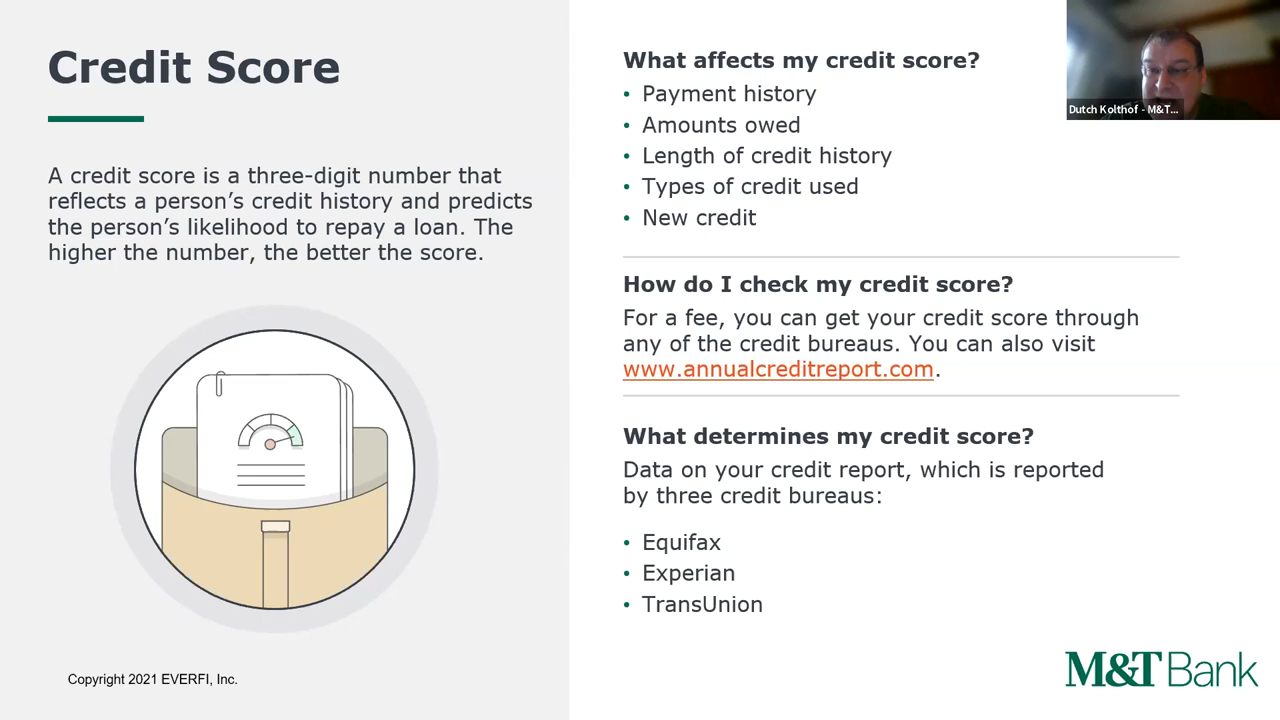 Credit Score
A credit score is a three-digit number that
reflects a person’s credit history and predicts
the person’s likelihood to repay a loan. The
higher the number, the better the score.
Copyright 2021 EVERFI, Inc.
What affects my credit score?
• Payment history
• Amounts owed
• Length of credit history
• Types of credit used
• New credit
How do I check my credit score?
For a fee, you can get your credit score through
any of the credit bureaus. You can also visit
www.annualcreditreport.com.
What determines my credit score?
Data on your credit report, which is reported
by three credit bureaus:
• Equifax
• Experian
• TransUnion
Dutch Kolthof - M&T...
M&T Bank